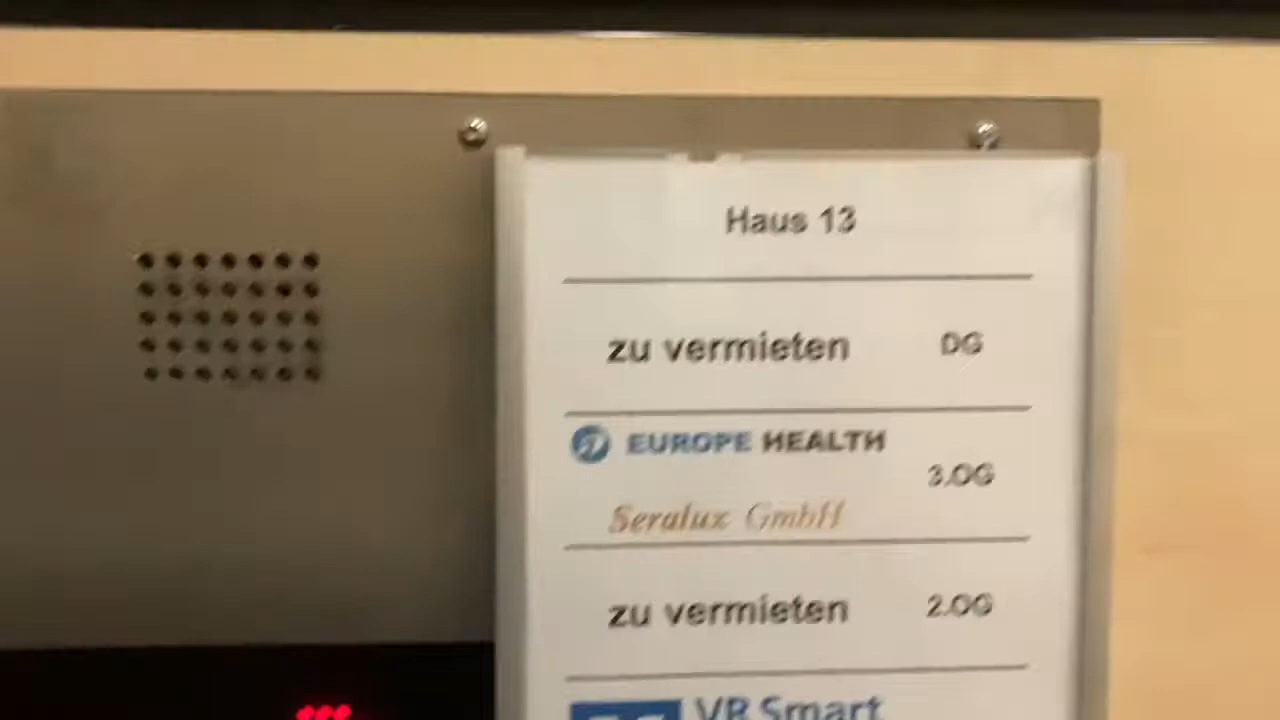 Haus 13
zu vermieten DG
EUROPE HEALTH
3.OG
Seralux GmbH
zu vermieten 2.OG
VR Smart